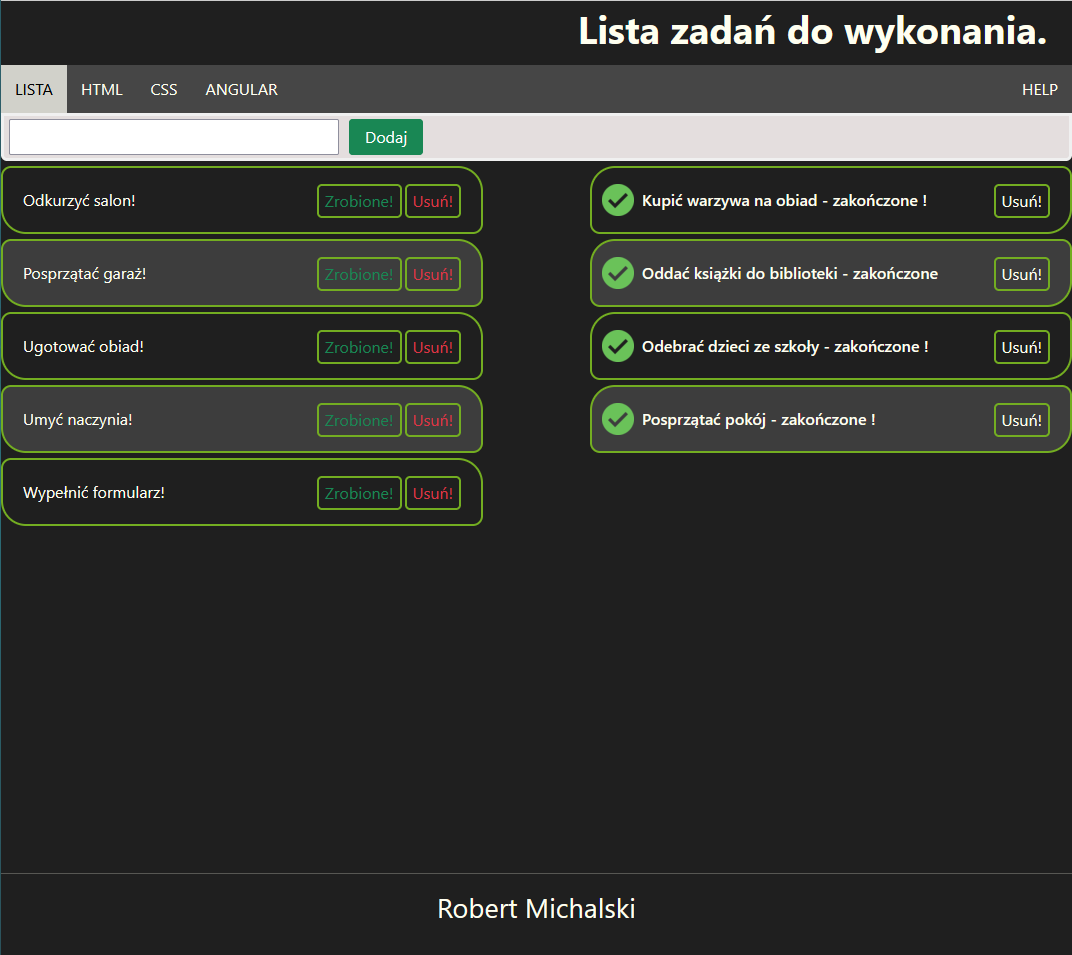 Lista zadań do wykonania.
LISTA HTML CSS ANGULAR HELP
Dodaj
Odkurzyć salon! Zrobione! Usuń!
Posprzątać garaż! Zrobione! Usuń!
Ugotować obiad! Zrobione! Usuń!
Umyć naczynia! Zrobione! Usuń!
Wypełnić formularz! Zrobione! Usuń!
Kupić warzywa na obiad - zakończone ! Usuń!
Oddać książki do biblioteki - zakończone Usuń!
Odebrać dzieci ze szkoły - zakończone ! Usuń!
Posprzątać pokój - zakończone ! Usuń!
Robert Michalski